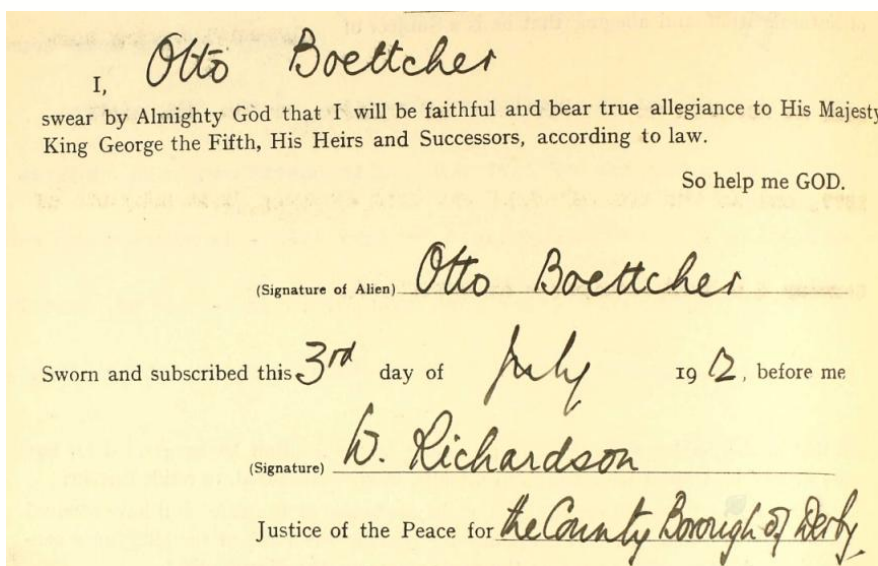 I, Otto Boettcher
swear by Almighty God that I will be faithful and bear true allegiance to His Majesty
King George the Fifth, His Heirs and Successors, according to law.
So help me GOD.
(Signature of Alien) Otto Boettcher
Sworn and subscribed this 3rd day of July 1912, before me
(Signature) W. Richardson
Justice of the Peace for the County Borough of Derby.